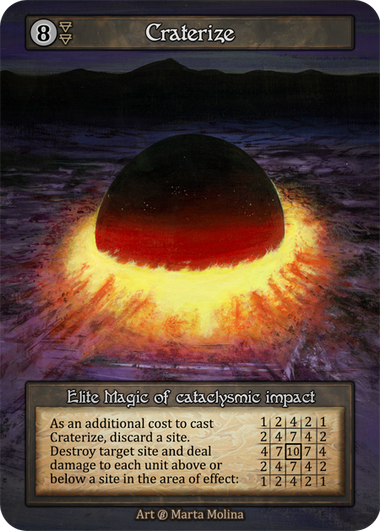 8 Craterize
Elite Magic of cataclysmic impact
As an additional cost to cast
Craterize, discard a site.
Destroy target site and deal
damage to each unit above or
below a site in the area of effect:
1 2 4 2 1
2 4 7 4 2
4 7 10 7 4
2 4 7 4 2
1 2 4 2 1
Art @ Marta Molina